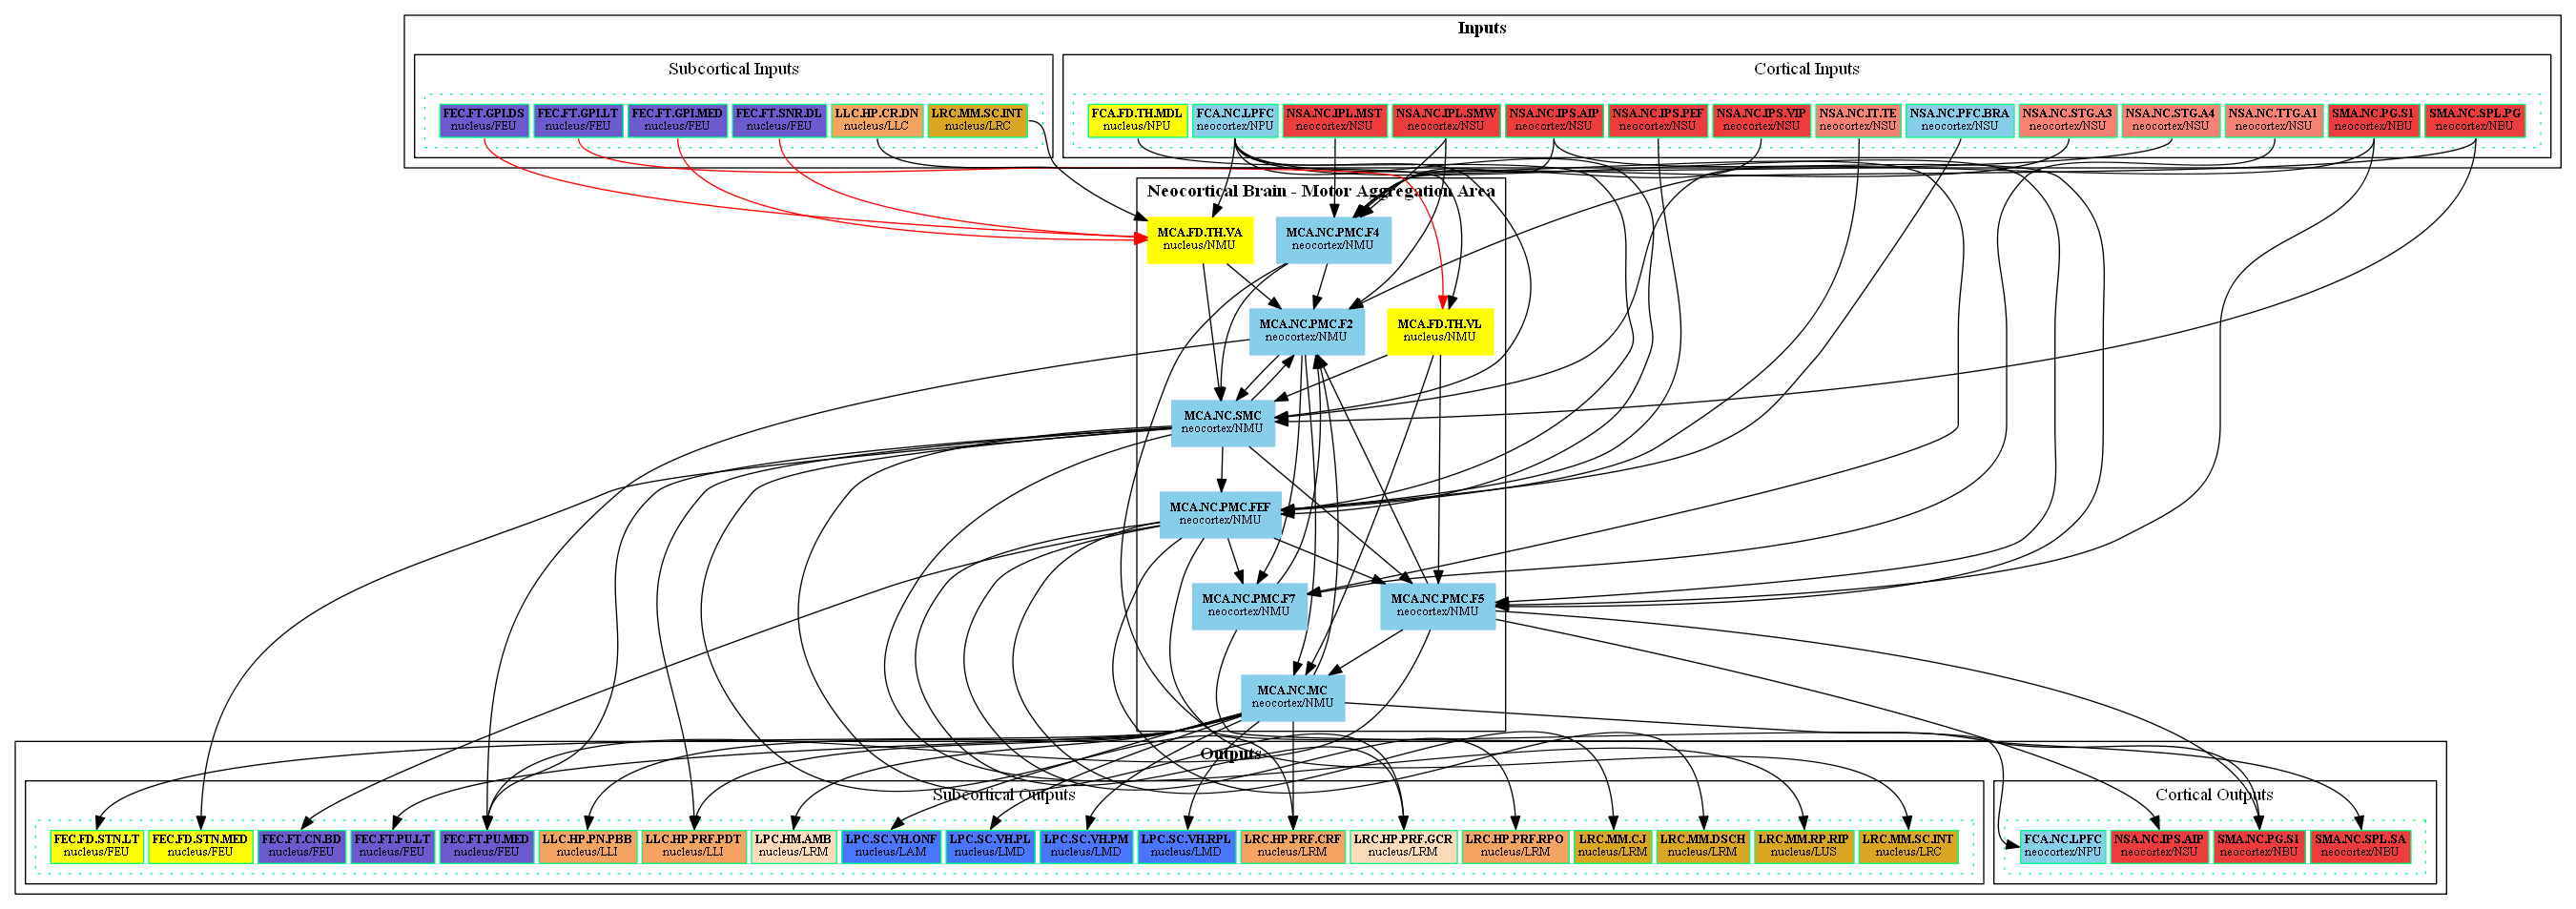 Inputs
Subcortical Inputs
Cortical Inputs
FEC.FT.GPI.DS
nucleus/FEU
FEC.FT.GPI.LT
nucleus/FEU
FEC.FT.GPI.MED
nucleus/FEU
FEC.FT.SNR.DL
nucleus/FEU
LLC.HP.CR.DN
nucleus/LLC
LRC.MM.SC.INT
nucleus/LRC
FCA.FD.TH.MDL
nucleus/NPU
FCA.NC.LPFC
neocortex/NPU
NSA.NC.IPL.MST
neocortex/NSU
NSA.NC.IPL.SMW
neocortex/NSU
NSA.NC.IPS.AIP
neocortex/NSU
NSA.NC.IPS.PEF
neocortex/NSU
NSA.NC.IPS.VIP
neocortex/NSU
NSA.NC.IT.TE
neocortex/NSU
NSA.NC.PFC.BRA
neocortex/NSU
NSA.NC.STG.A3
neocortex/NSU
NSA.NC.STG.A4
neocortex/NSU
NSA.NC.TTG.A1
neocortex/NSU
SMA.NC.PG.S1
neocortex/NBU
SMA.NC.SPL.PG
neocortex/NBU
Neocortical Brain - Motor Aggregation Area
MCA.FD.TH.VA
nucleus/NMU
MCA.NC.PMC.F4
neocortex/NMU
MCA.NC.PMC.F2
neocortex/NMU
MCA.FD.TH.VL
nucleus/NMU
MCA.NC.SMC
neocortex/NMU
MCA.NC.PMC.FEF
neocortex/NMU
MCA.NC.PMC.F7
neocortex/NMU
MCA.NC.PMC.F5
neocortex/NMU
MCA.NC.MC
neocortex/NMU
Outputs
Subcortical Outputs
Cortical Outputs
FEC.FD.STN.LT
nucleus/FEU
FEC.FD.STN.MED
nucleus/FEU
FEC.FT.CN.BD
nucleus/FEU
FEC.FT.PU.LT
nucleus/FEU
FEC.FT.PU.MED
nucleus/FEU
LLC.HP.PN.PBB
nucleus/LLI
LLC.HP.PRF.PDT
nucleus/LLI
LPC.HM.AMB
nucleus/LRM
LPC.SC.VH.ONF
nucleus/LAM
LPC.SC.VH.PL
nucleus/LMD
LPC.SC.VH.PM
nucleus/LMD
LPC.SC.VH.RPL
nucleus/LMD
LRC.HP.PRF.CRF
nucleus/LRM
LRC.HP.PRF.GCR
nucleus/LRM
LRC.HP.PRF.RPO
nucleus/LRM
LRC.MM.CJ
nucleus/LRM
LRC.MM.DSCH
nucleus/LRM
LRC.MM.RP.RIP
nucleus/LUS
LRC.MM.SC.INT
nucleus/LRC
FCA.NC.LPFC
neocortex/NPU
NSA.NC.IPS.AIP
neocortex/NSU
SMA.NC.PG.S1
neocortex/NBU
SMA.NC.SPL.SA
neocortex/NBU